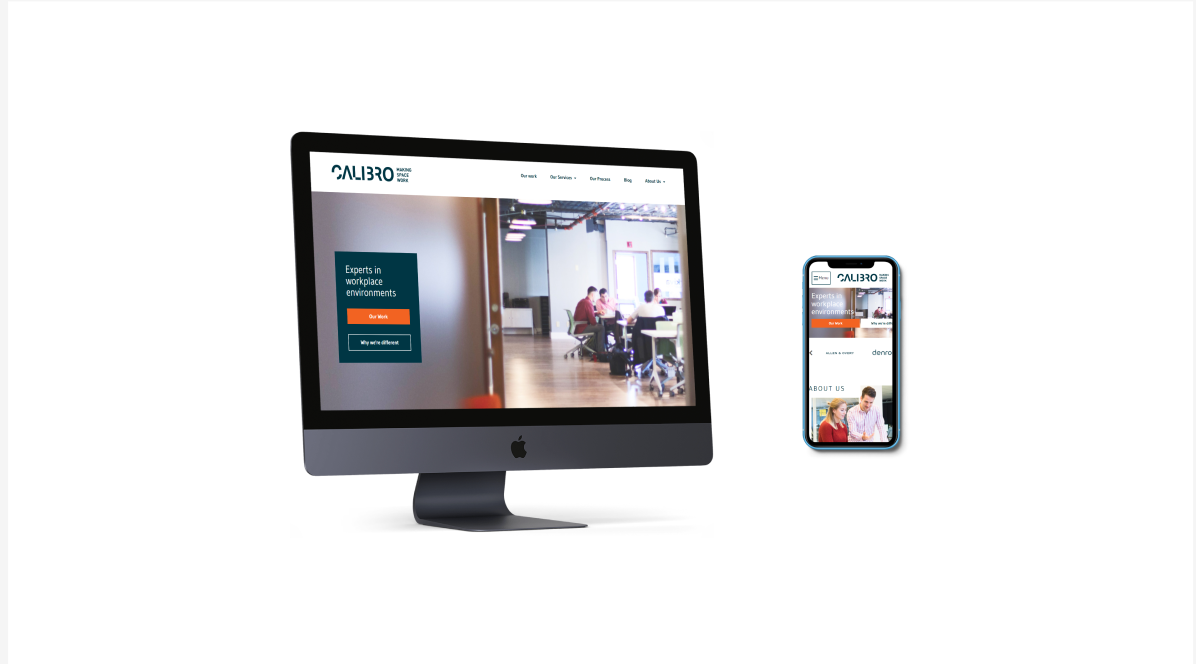 CALIBRO MAKING
SPACE
WORK
Our work Our Services Our Process Blog About Us
Experts in
workplace
environments
Our Work
Why we're different
Menu CALIBRO MAKING
SPACE
WORK
Experts in
workplace
environments
Our Work Why we're diff
ALLEN & OVERY denro
ABOUT US